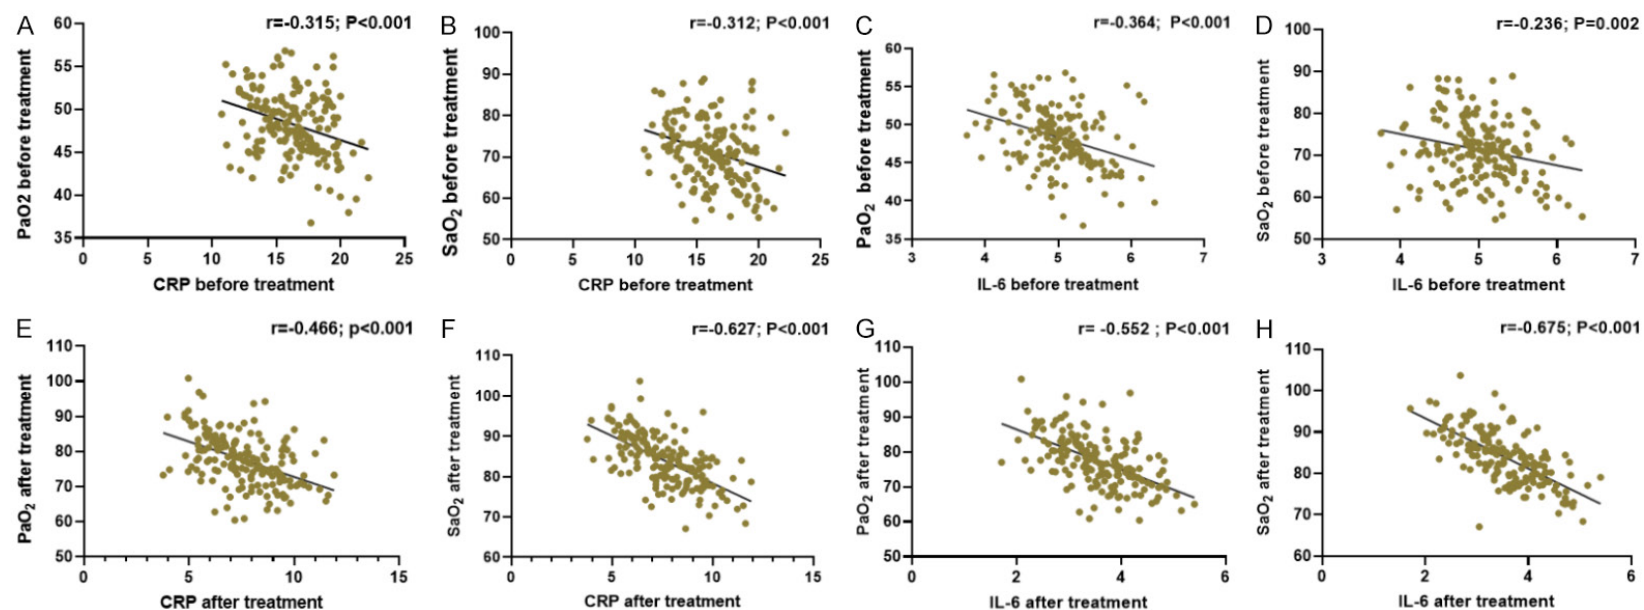 A
r=-0.315; P<0.001
60
55
50
45
40
35
0 5 10 15 20 25
PaO2 before treatment
CRP before treatment
B
r=-0.312; P<0.001
100
90
80
70
60
50
0 5 10 15 20 25
SaO2 before treatment
CRP before treatment
C
r=-0.364; P<0.001
60
55
50
45
40
35
3 4 5 6 7
PaO2 before treatment
IL-6 before treatment
D
r=-0.236; P=0.002
100
90
80
70
60
50
3 4 5 6 7
SaO2 before treatment
IL-6 before treatment
E
r=-0.466; p<0.001
110
100
90
80
70
60
50
0 5 10 15
PaO2 after treatment
CRP after treatment
F
r=-0.627; P<0.001
110
100
90
80
70
60
0 5 10 15
SaO2 after treatment
CRP after treatment
G
r= -0.552 ; P<0.001
110
100
90
80
70
60
50
0 2 4 6
PaO2 after treatment
IL-6 after treatment
H
r=-0.675; P<0.001
110
100
90
80
70
60
0 2 4 6
SaO2 after treatment
IL-6 after treatment